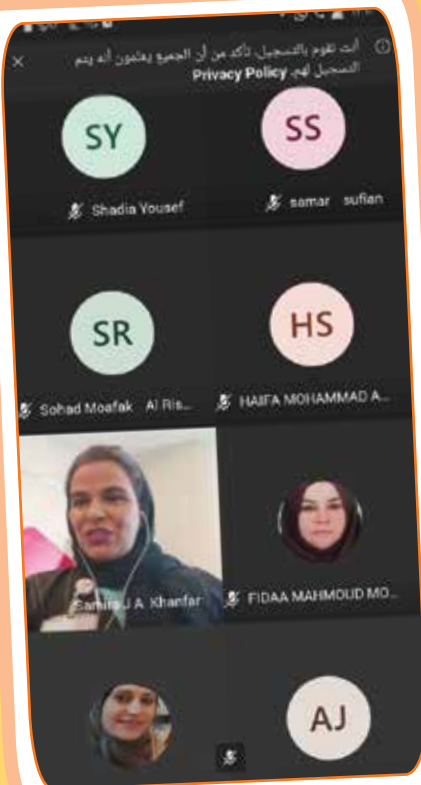 أنت تقوم بالتسجيل، تأكد من أن الجميع يعلمون أنه يتم
التسجيل لهم. Privacy Policy
SY
SS
Shadia Yousef
samar sufian
SR
HS
Sohad Moafak Al Ris...
HAIFA MOHAMMAD A...
Samira J A Khanfar
FIDAA MAHMOUD MO...
AJ